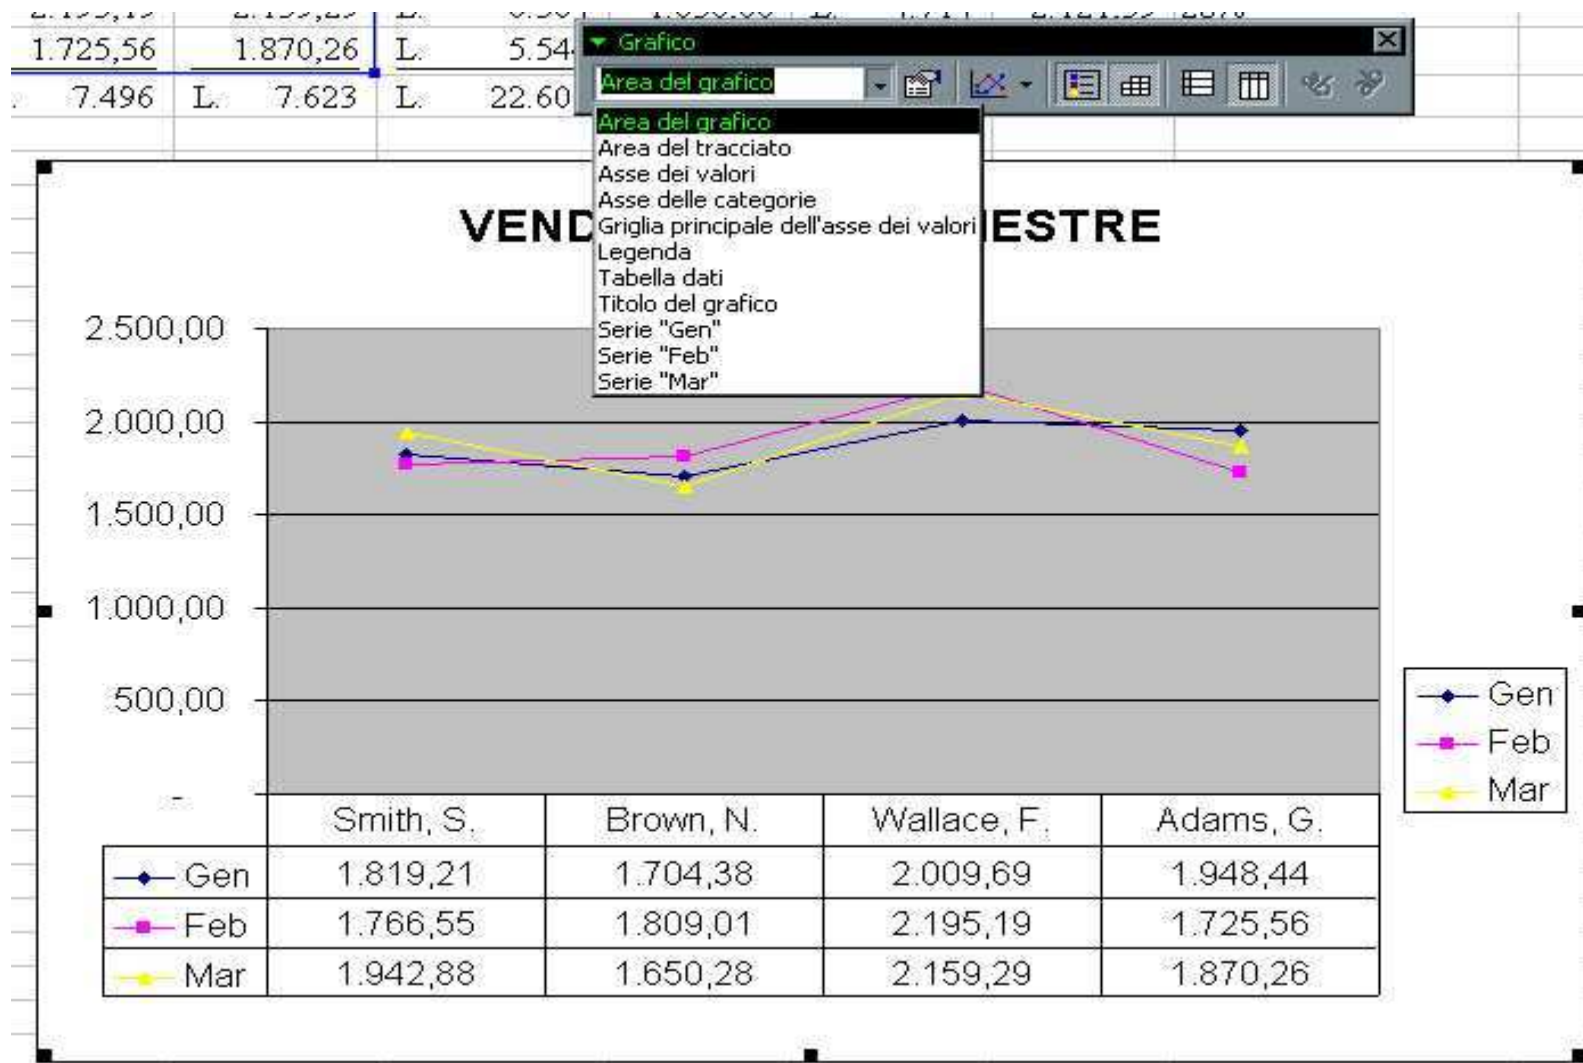 1.725,56 1.870,26 L. 5.54
7.496 L. 7.623 L. 22.60
Grafico
Area del grafico
Area del grafico
Area del tracciato
Asse dei valori
Asse delle categorie
Griglia principale dell'asse dei valori
Legenda
Tabella dati
Titolo del grafico
Serie "Gen"
Serie "Feb"
Serie "Mar"
VEND ESTRE
2.500,00
2.000,00
1.500,00
1.000,00
500,00
-
Gen
Feb
Mar
Smith, S. Brown, N. Wallace, F. Adams, G.
Gen 1.819,21 1.704,38 2.009,69 1.948,44
Feb 1.766,55 1.809,01 2.195,19 1.725,56
Mar 1.942,88 1.650,28 2.159,29 1.870,26